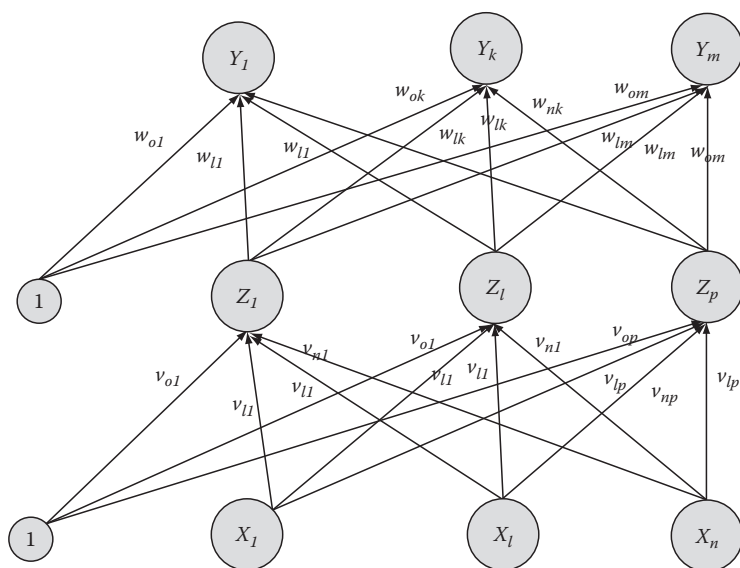 Y1 Yk Ym
wok wom
wo1 wl1 wl1 wlk wlk wnk wlm wlm wom
1 Z1 Zl Zp
vo1 vn1 vo1 vop vn1
vl1 vl1 vl1 vl1 vlp vnp vlp
1 X1 Xl Xn